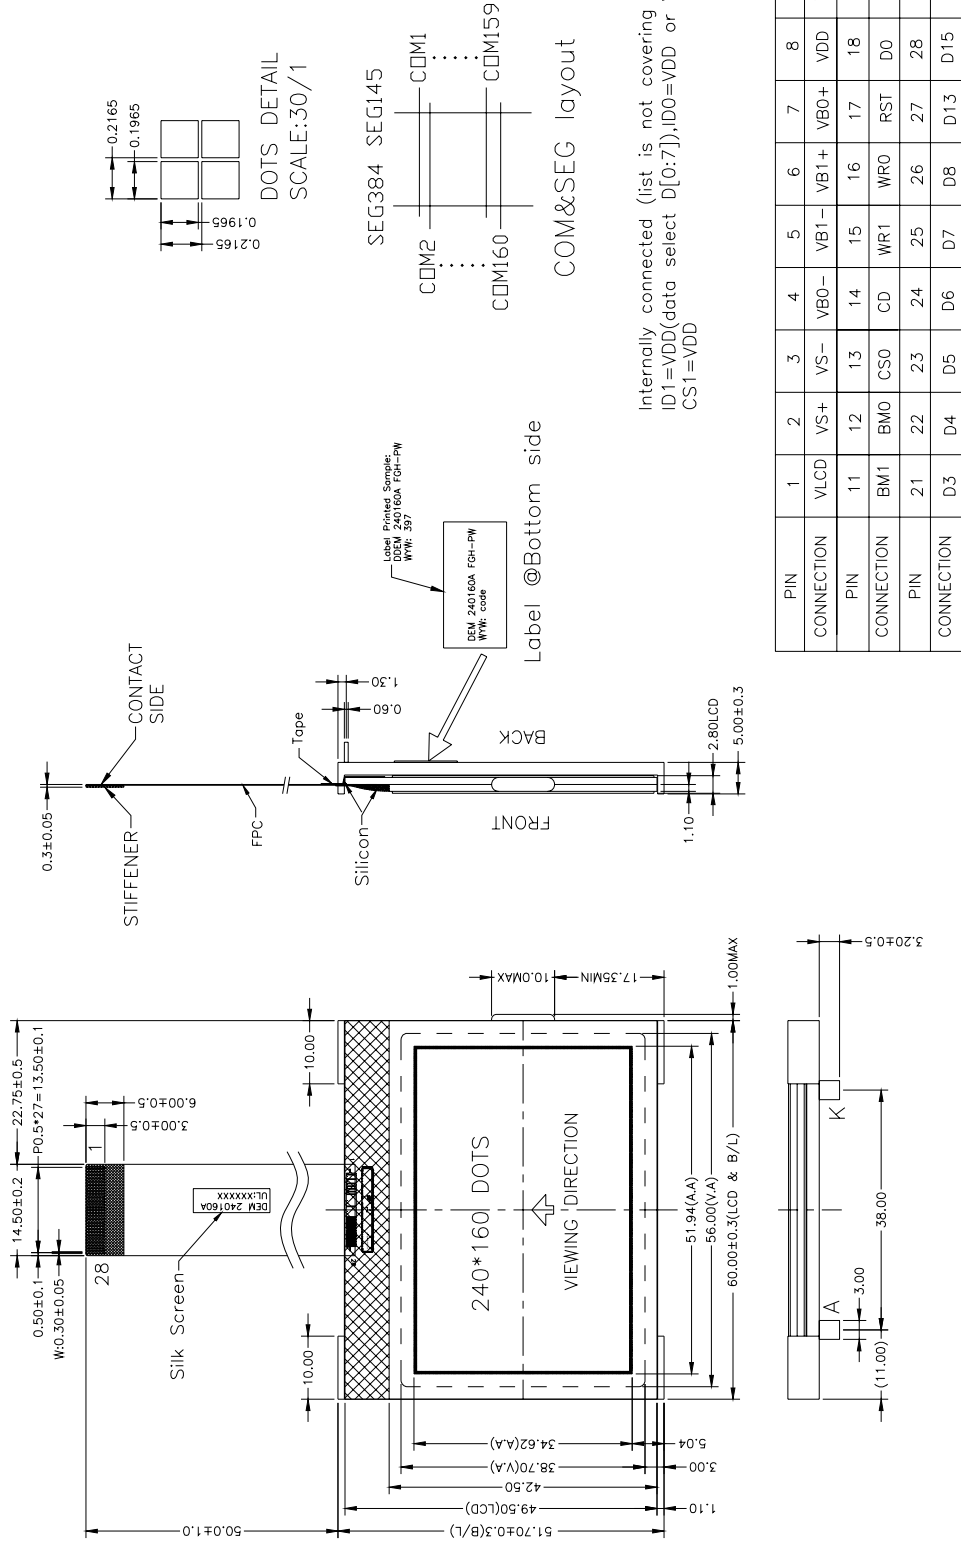 0.2165
0.1965
0.1965
0.2165
DOTS DETAIL
SCALE:30/1
SEG384 SEG145
COM1
COM159
COM2
COM160
COM&SEG layout
Internally connected (list is not covering
ID1=VDD(data select D[0:7]),ID0=VDD or
CS1=VDD
PIN 1 2 3 4 5 6 7 8
CONNECTION VLCD VS+ VS- VB0- VB1- VB1+ VB0+ VDD
PIN 11 12 13 14 15 16 17 18
CONNECTION BM1 BM0 CS0 CD WR1 WR0 RST D0
PIN 21 22 23 24 25 26 27 28
CONNECTION D3 D4 D5 D6 D7 D8 D13 D15
0.3±0.05
CONTACT
SIDE
STIFFENER
FPC
Tape
Silicon
1.30
0.60
BACK
FRONT
1.10
2.80LCD
5.00±0.3
Label Printed Sample:
DDEM 240160A FGH-PW
WYW: 397
DEM 240160A FGH-PW
WYW: code
Label @Bottom side
22.75±0.5
P0.5*27=13.50±0.1
14.50±0.2
0.50±0.1
W:0.30±0.05
6.00±0.5
3.00±0.5
1
28
DEM 240160A
UL:XXXXXX
Silk Screen
10.00
10.00
10.0MAX
17.35MIN
1.00MAX
240*160 DOTS
VIEWING DIRECTION
51.94(A.A)
56.00(V.A)
60.00±0.3(LCD & B/L)
50.0±1.0
51.70±0.3(B/L)
49.50(LCD)
42.50
38.70(V.A)
34.62(A.A)
1.10
3.00
5.04
3.20±0.5
A
K
3.00
38.00
(11.00)